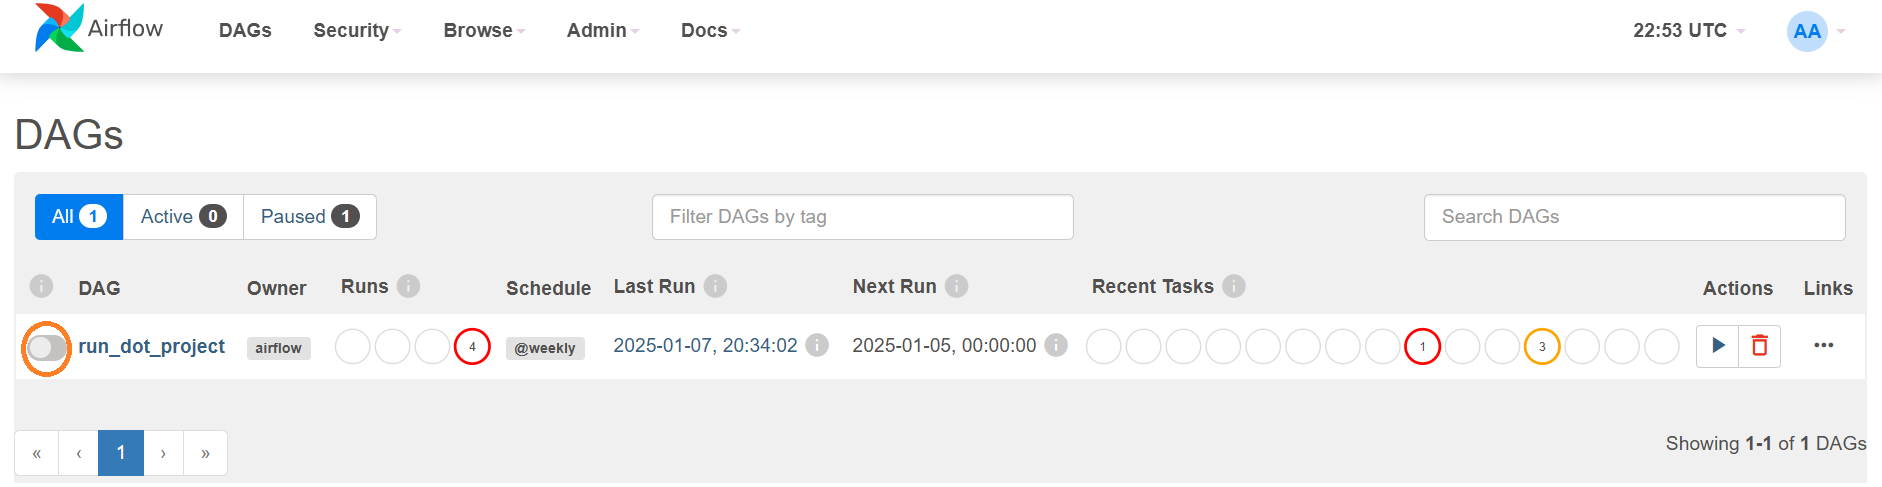 Airflow DAGs Security Browse Admin Docs 22:53 UTC AA
DAGs
All 1 Active 0 Paused 1 Filter DAGs by tag Search DAGs
i DAG Owner Runs i Schedule Last Run i Next Run i Recent Tasks i Actions Links
run_dot_project airflow 4 @weekly 2025-01-07, 20:34:02 i 2025-01-05, 00:00:00 i 1 3 •••
« ‹ 1 › » Showing 1-1 of 1 DAGs